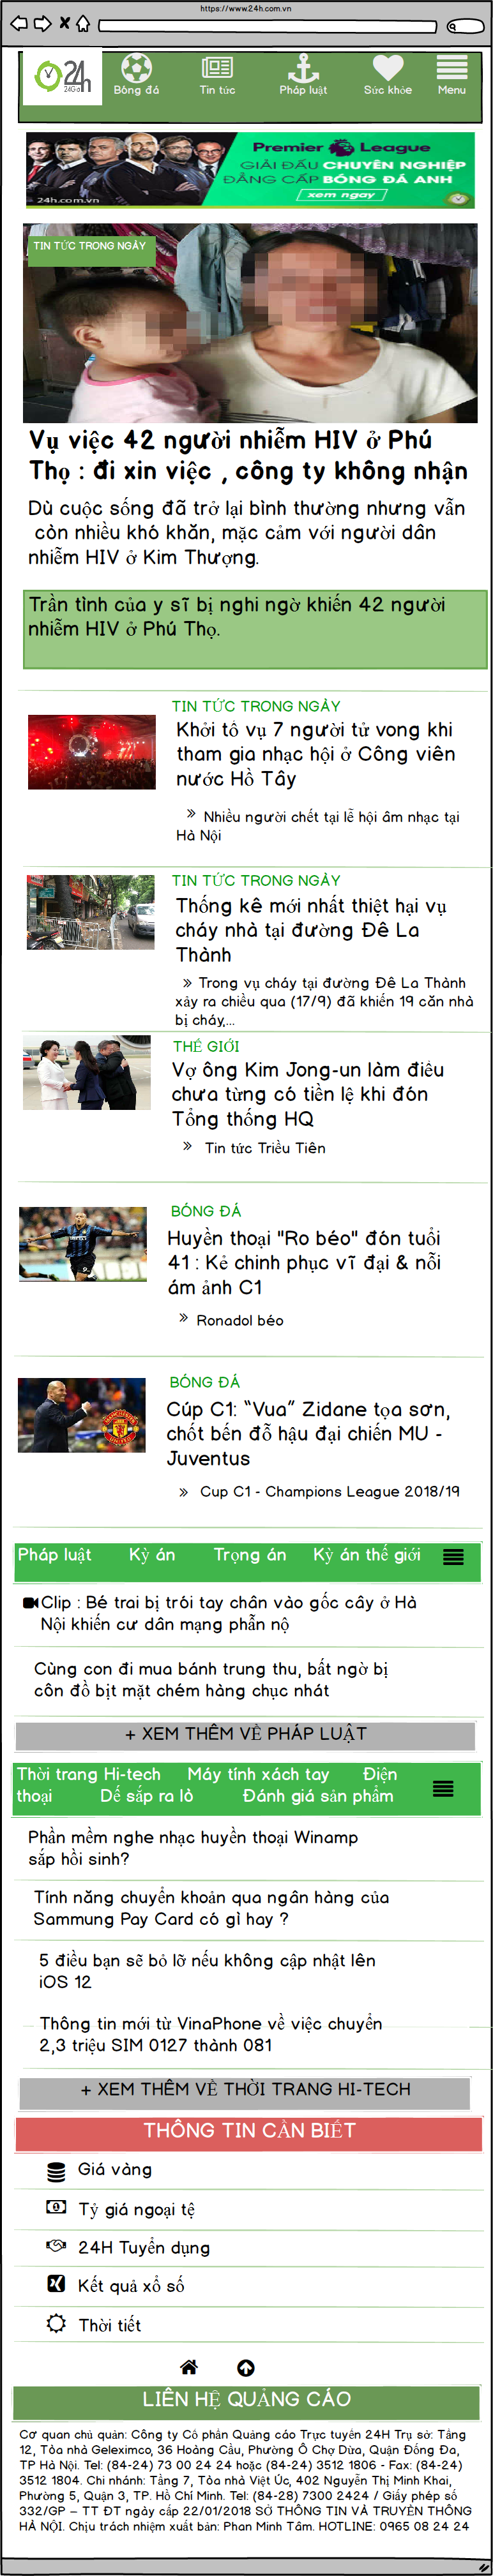 https://www.24h.com.vn
24h
24G-a
Bóng đá Tin tức Pháp luật Sức khỏe Menu
Premier League
GIẢI ĐẤU CHUYÊN NGHIỆP
ĐẲNG CẤP BÓNG ĐÁ ANH
xem ngay
24h.com.vn
TIN TỨC TRONG NGÀY
Vụ việc 42 người nhiễm HIV ở Phú
Thọ : đi xin việc , công ty không nhận
Dù cuộc sống đã trở lại bình thường nhưng vẫn
còn nhiều khó khăn, mặc cảm với người dân
nhiễm HIV ở Kim Thượng.
Trần tình của y sĩ bị nghi ngờ khiến 42 người
nhiễm HIV ở Phú Thọ.
TIN TỨC TRONG NGÀY
Khởi tố vụ 7 người tử vong khi
tham gia nhạc hội ở Công viên
nước Hồ Tây
Nhiều người chết tại lễ hội âm nhạc tại
Hà Nội
TIN TỨC TRONG NGÀY
Thống kê mới nhất thiệt hại vụ
cháy nhà tại đường Đê La
Thành
Trong vụ cháy tại đường Đê La Thành
xảy ra chiều qua (17/9) đã khiến 19 căn nhà
bị cháy,...
THẾ GIỚI
Vợ ông Kim Jong-un làm điều
chưa từng có tiền lệ khi đón
Tổng thống HQ
Tin tức Triều Tiên
BÓNG ĐÁ
Huyền thoại "Ro béo" đón tuổi
41 : Kẻ chinh phục vĩ đại & nỗi
ám ảnh C1
Ronadol béo
BÓNG ĐÁ
Cúp C1: "Vua" Zidane tọa sơn,
chốt bến đỗ hậu đại chiến MU -
Juventus
Cup C1 - Champions League 2018/19
Pháp luật Kỳ án Trọng án Kỳ án thế giới
Clip : Bé trai bị trói tay chân vào gốc cây ở Hà
Nội khiến cư dân mạng phẫn nộ
Cùng con đi mua bánh trung thu, bất ngờ bị
côn đồ bịt mặt chém hàng chục nhát
+ XEM THÊM VỀ PHÁP LUẬT
Thời trang Hi-tech Máy tính xách tay Điện
thoại Dế sắp ra lò Đánh giá sản phẩm
Phần mềm nghe nhạc huyền thoại Winamp
sắp hồi sinh?
Tính năng chuyển khoản qua ngân hàng của
Sammung Pay Card có gì hay ?
5 điều bạn sẽ bỏ lỡ nếu không cập nhật lên
iOS 12
Thông tin mới từ VinaPhone về việc chuyển
2,3 triệu SIM 0127 thành 081
+ XEM THÊM VỀ THỜI TRANG HI-TECH
THÔNG TIN CẦN BIẾT
Giá vàng
Tỷ giá ngoại tệ
24H Tuyển dụng
Kết quả xổ số
Thời tiết
LIÊN HỆ QUẢNG CÁO
Cơ quan chủ quản: Công ty Cổ phần Quảng cáo Trực tuyến 24H Trụ sở: Tầng
12, Tòa nhà Geleximco, 36 Hoàng Cầu, Phường Ô Chợ Dừa, Quận Đống Đa,
TP Hà Nội. Tel: (84-24) 73 00 24 24 hoặc (84-24) 3512 1806 - Fax: (84-24)
3512 1804. Chi nhánh: Tầng 7, Tòa nhà Việt Úc, 402 Nguyễn Thị Minh Khai,
Phường 5, Quận 3, TP. Hồ Chí Minh. Tel: (84-28) 7300 2424 / Giấy phép số
332/GP – TT ĐT ngày cấp 22/01/2018 SỞ THÔNG TIN VÀ TRUYỀN THÔNG
HÀ NỘI. Chịu trách nhiệm xuất bản: Phan Minh Tâm. HOTLINE: 0965 08 24 24